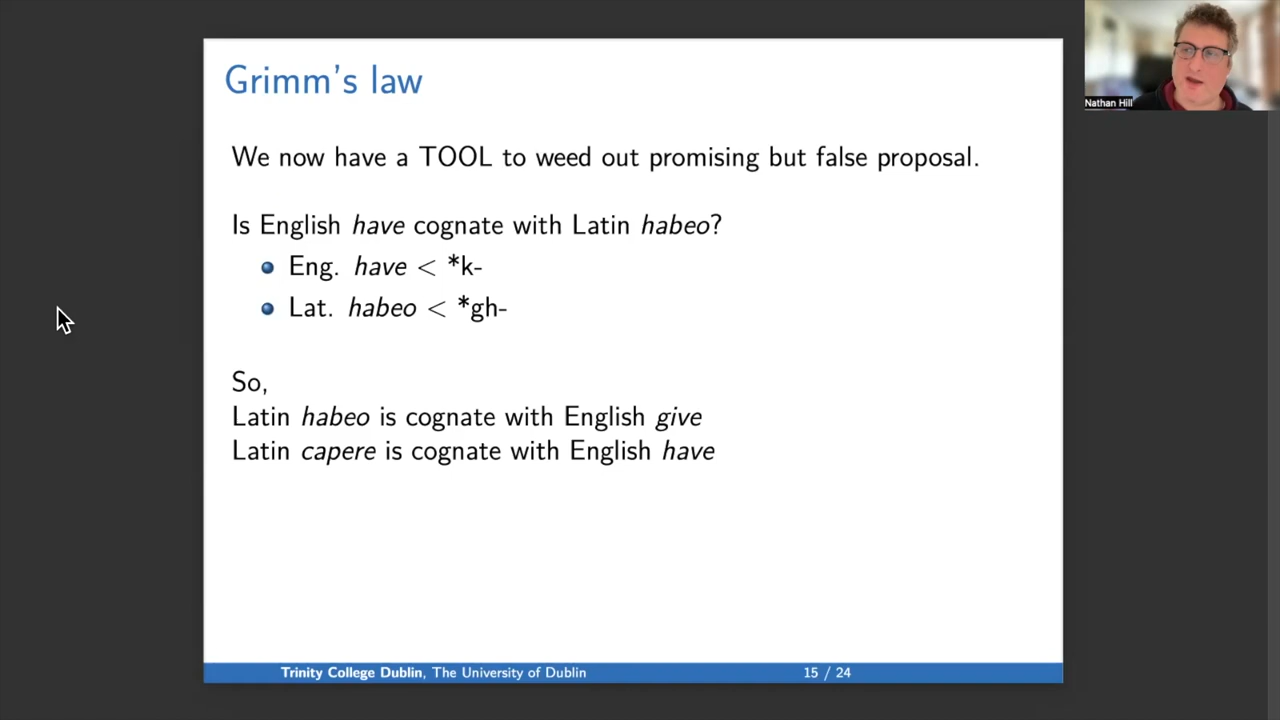 Grimm's law
We now have a TOOL to weed out promising but false proposal.
Is English have cognate with Latin habeo?
Eng. have < *k-
Lat. habeo < *gh-
So,
Latin habeo is cognate with English give
Latin capere is cognate with English have
Trinity College Dublin, The University of Dublin 15 / 24
Nathan Hill